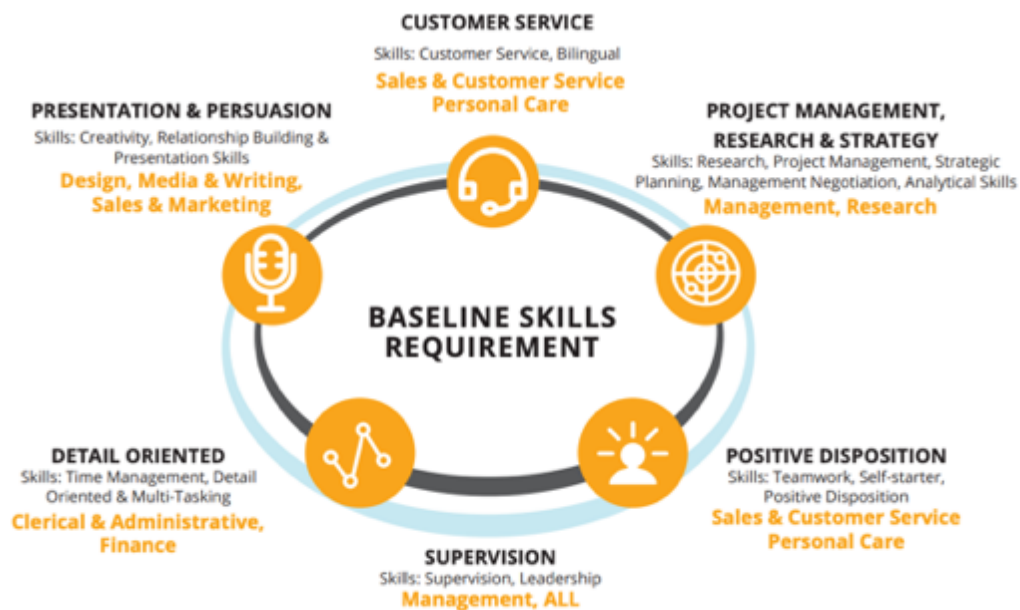 CUSTOMER SERVICE
Skills: Customer Service, Bilingual
Sales & Customer Service
Personal Care
PRESENTATION & PERSUASION
Skills: Creativity, Relationship Building &
Presentation Skills
Design, Media & Writing,
Sales & Marketing
PROJECT MANAGEMENT,
RESEARCH & STRATEGY
Skills: Research, Project Management, Strategic
Planning, Management Negotiation, Analytical Skills
Management, Research
BASELINE SKILLS
REQUIREMENT
DETAIL ORIENTED
Skills: Time Management, Detail
Oriented & Multi-Tasking
Clerical & Administrative,
Finance
POSITIVE DISPOSITION
Skills: Teamwork, Self-starter,
Positive Disposition
Sales & Customer Service
Personal Care
SUPERVISION
Skills: Supervision, Leadership
Management, ALL